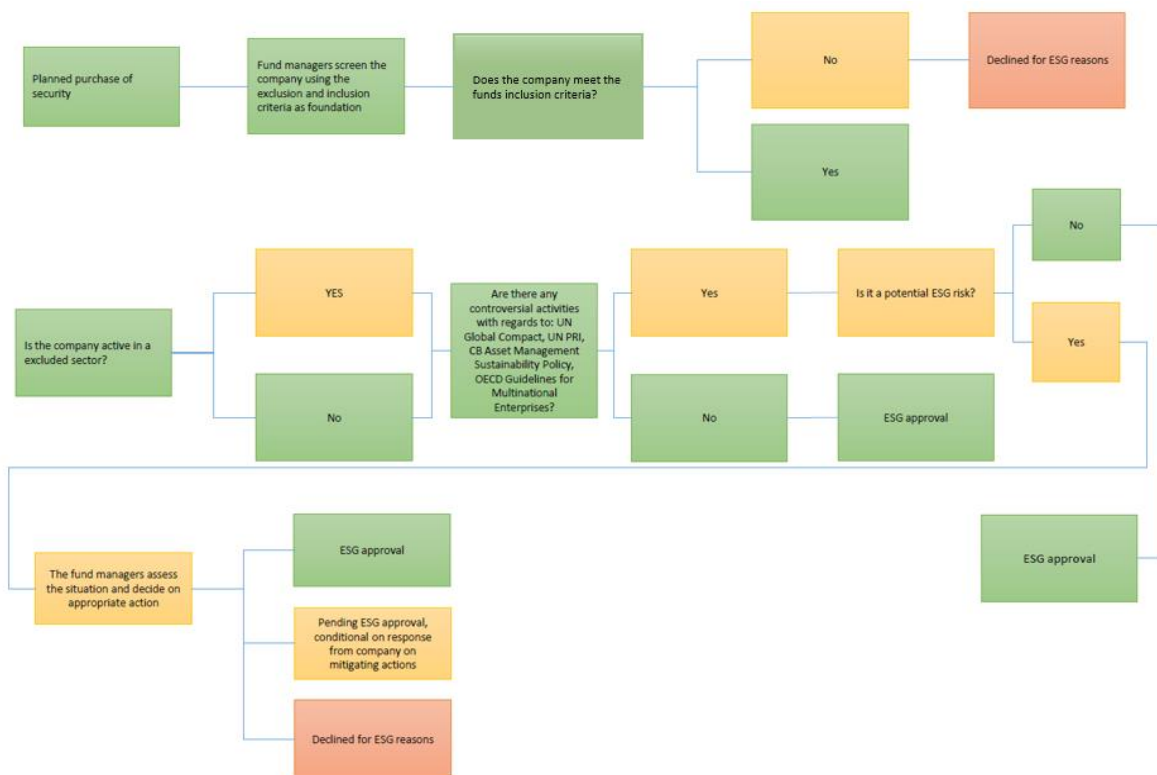 Planned purchase of
security
Fund managers screen the
company using the
exclusion and inclusion
criteria as foundation
Does the company meet the
funds inclusion criteria?
No
Declined for ESG reasons
Yes
Is the company active in a
excluded sector?
YES
No
Are there any
controversial activities
with regards to: UN
Global Compact, UN PRI,
CB Asset Management
Sustainability Policy,
OECD Guidelines for
Multinational
Enterprises?
Yes
No
Is it a potential ESG risk?
ESG approval
No
Yes
The fund managers assess
the situation and decide on
appropriate action
ESG approval
Pending ESG approval,
conditional on response
from company on
mitigating actions
Declined for ESG reasons
ESG approval